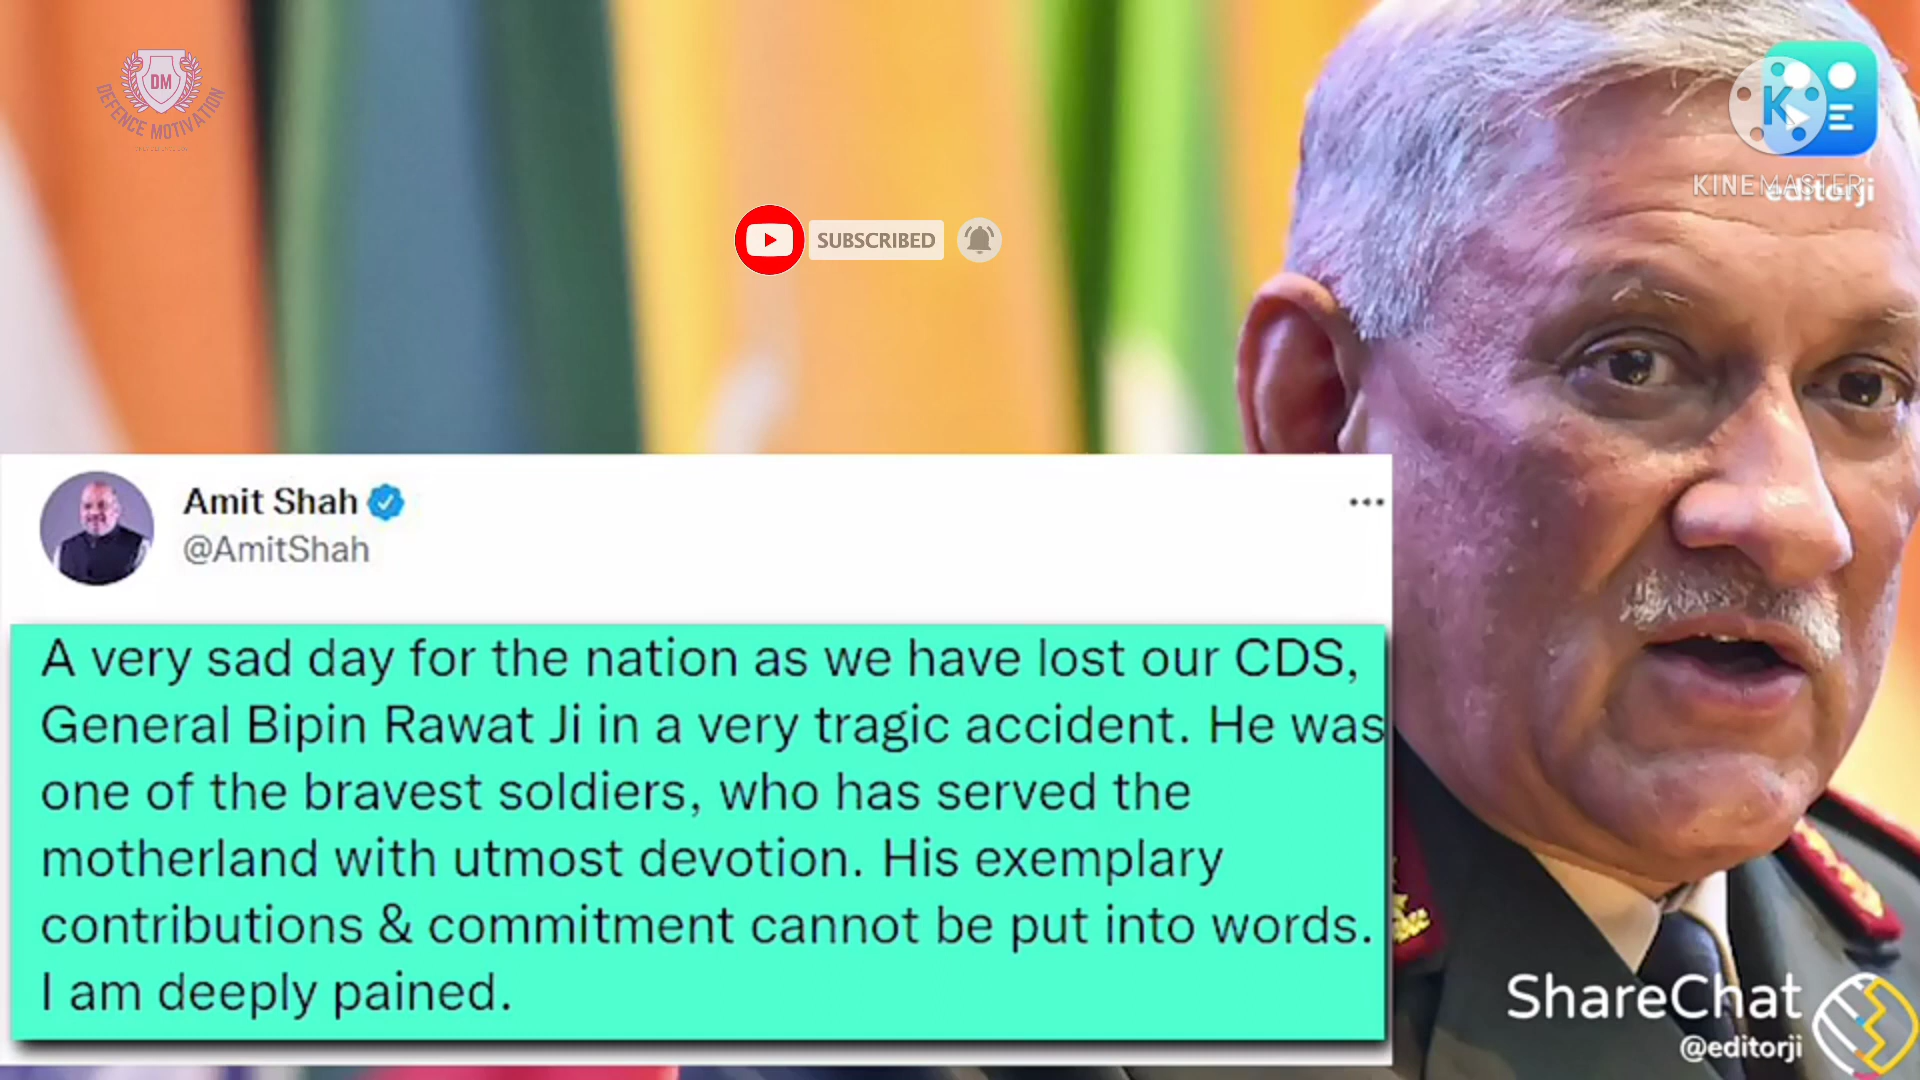 DM
DEFENCE MOTIVATION
KINEMASTER
editorji
SUBSCRIBED
Amit Shah
@AmitShah
A very sad day for the nation as we have lost our CDS,
General Bipin Rawat Ji in a very tragic accident. He was
one of the bravest soldiers, who has served the
motherland with utmost devotion. His exemplary
contributions & commitment cannot be put into words.
I am deeply pained.
ShareChat
@editorji